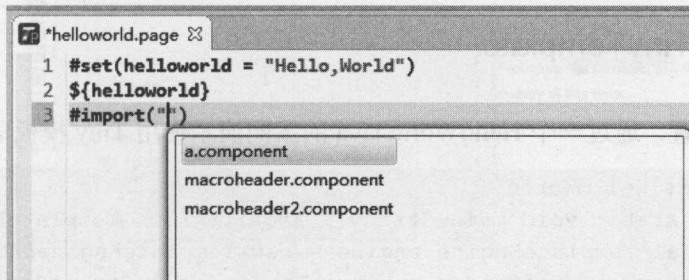 *helloworld.page
1 #set(helloworld = "Hello,World")
2 ${helloworld}
3 #import("")
a.component
macroheader.component
macroheader2.component